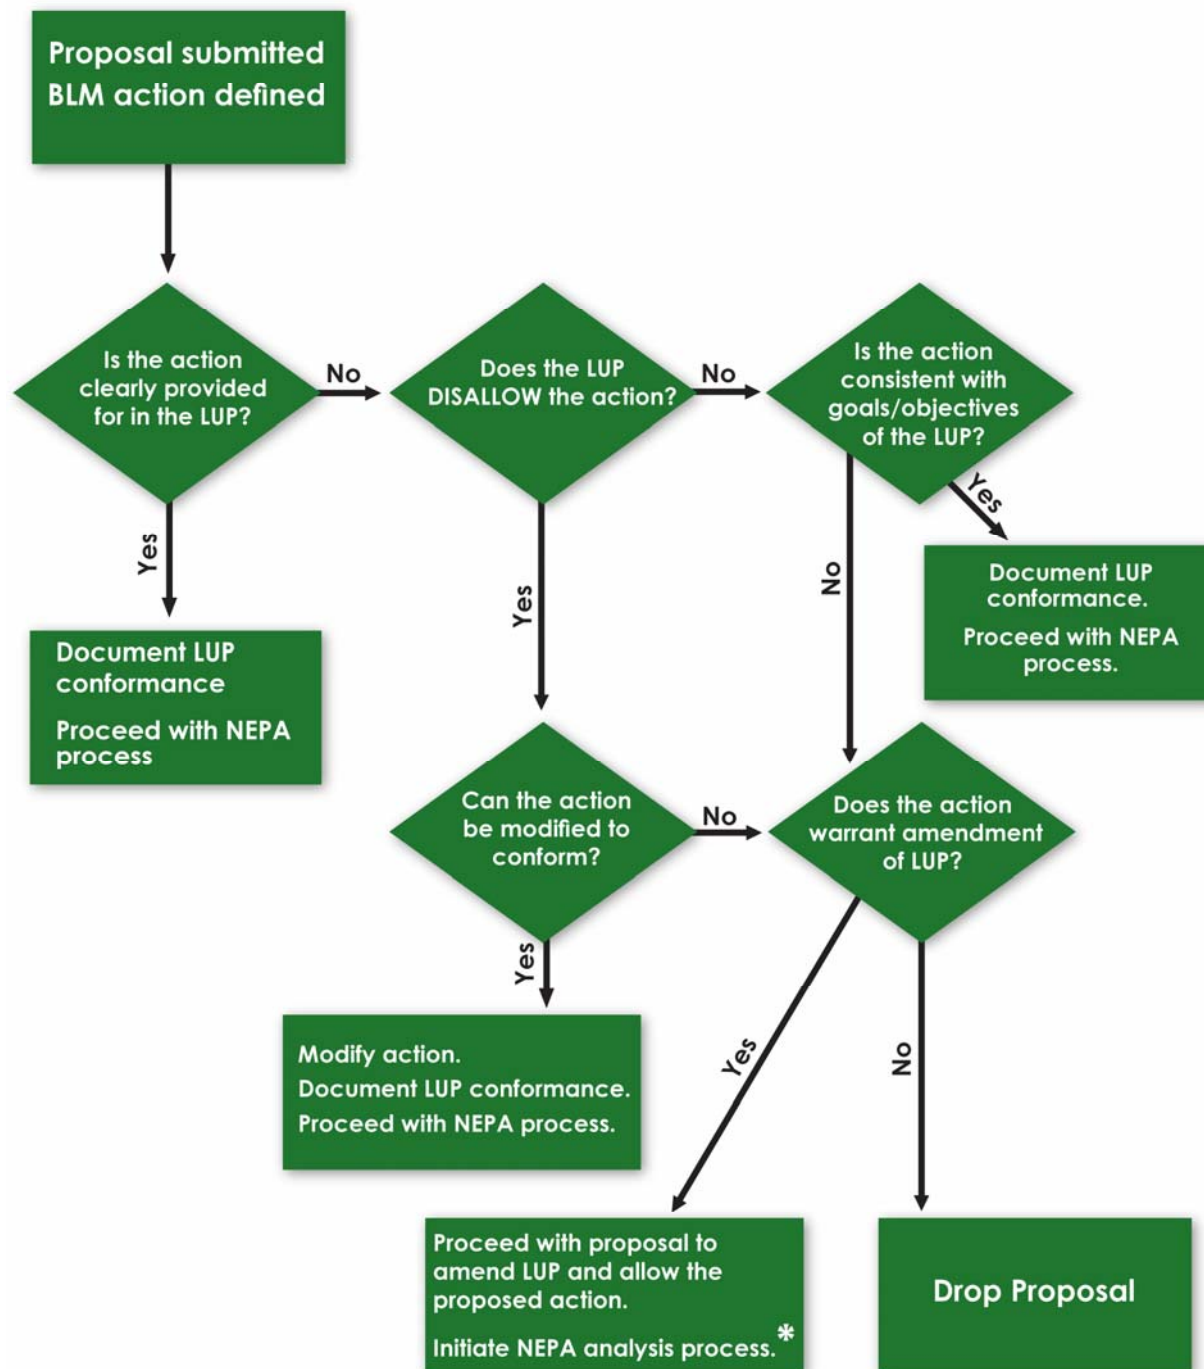 Proposal submitted
BLM action defined
Is the action
clearly provided
for in the LUP?
No
Does the LUP
DISALLOW the action?
No
Is the action
consistent with
goals/objectives
of the LUP?
Yes
Yes
No
Yes
Document LUP
conformance.
Proceed with NEPA
process.
Document LUP
conformance
Proceed with NEPA
process
Can the action
be modified to
conform?
No
Does the action
warrant amendment
of LUP?
Yes
Yes
No
Modify action.
Document LUP conformance.
Proceed with NEPA process.
Proceed with proposal to
amend LUP and allow the
proposed action.
Initiate NEPA analysis process.*
Drop Proposal